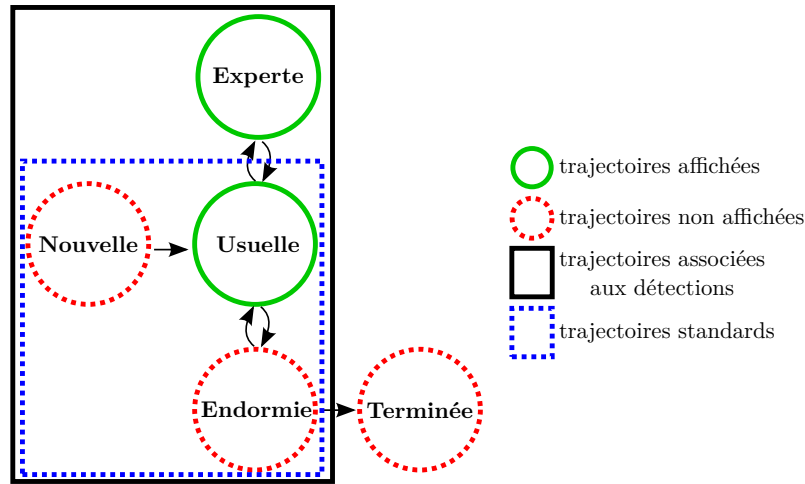 Experte
Nouvelle
Usuelle
Endormie
Terminée
trajectoires affichées
trajectoires non affichées
trajectoires associées
aux détections
trajectoires standards